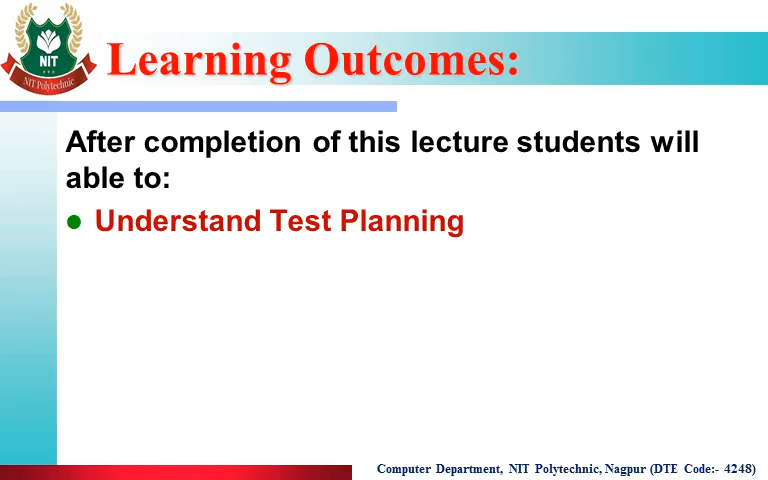 NIT
NIT Polytechnic
Learning Outcomes:
After completion of this lecture students will
able to:
Understand Test Planning
Computer Department, NIT Polytechnic, Nagpur (DTE Code:- 4248)